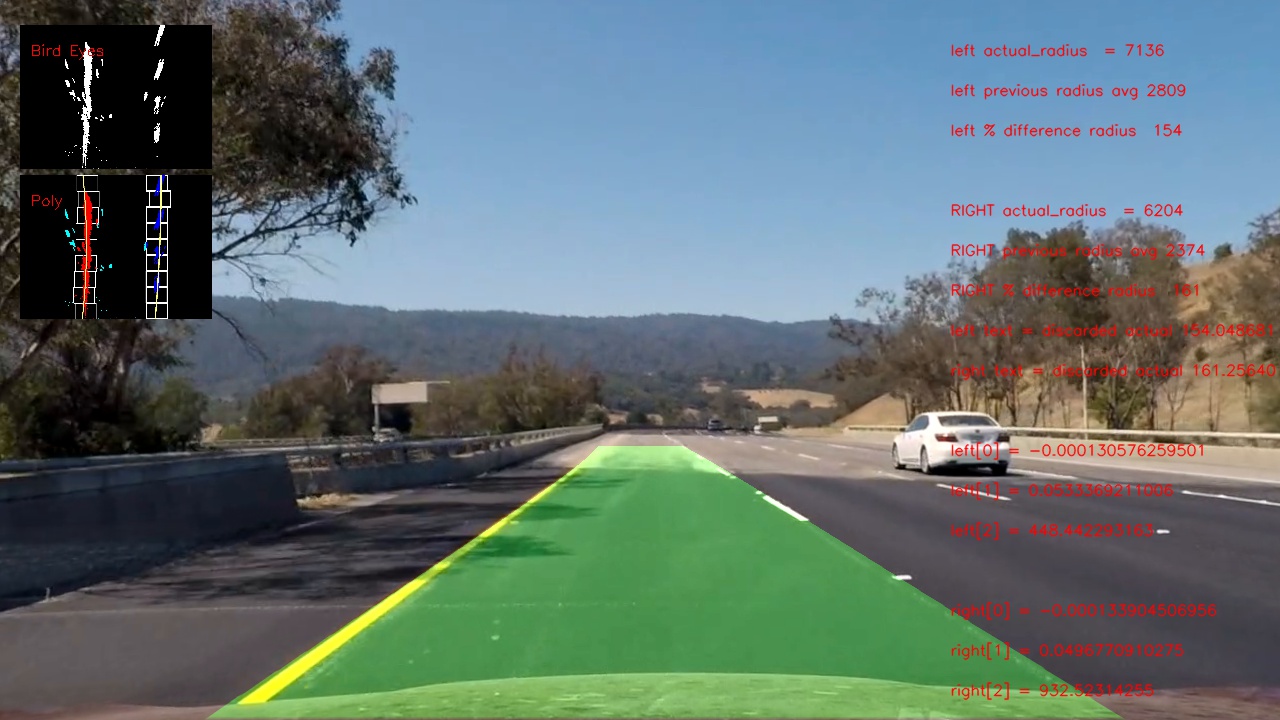 Bird Eyes
Poly
left actual_radius = 7136
left previous radius avg 2809
left % difference radius 154
RIGHT actual_radius = 6204
RIGHT previous radius avg 2374
RIGHT % difference radius 161
left text = discarded actual 154.048681
right text = discarded actual 161.25640
left[0] = -0.000130576259501
left[1] = 0.0533369211006
left[2] = 448.442293163
right[0] = -0.000133904506956
right[1] = 0.0496770910275
right[2] = 932.52314255